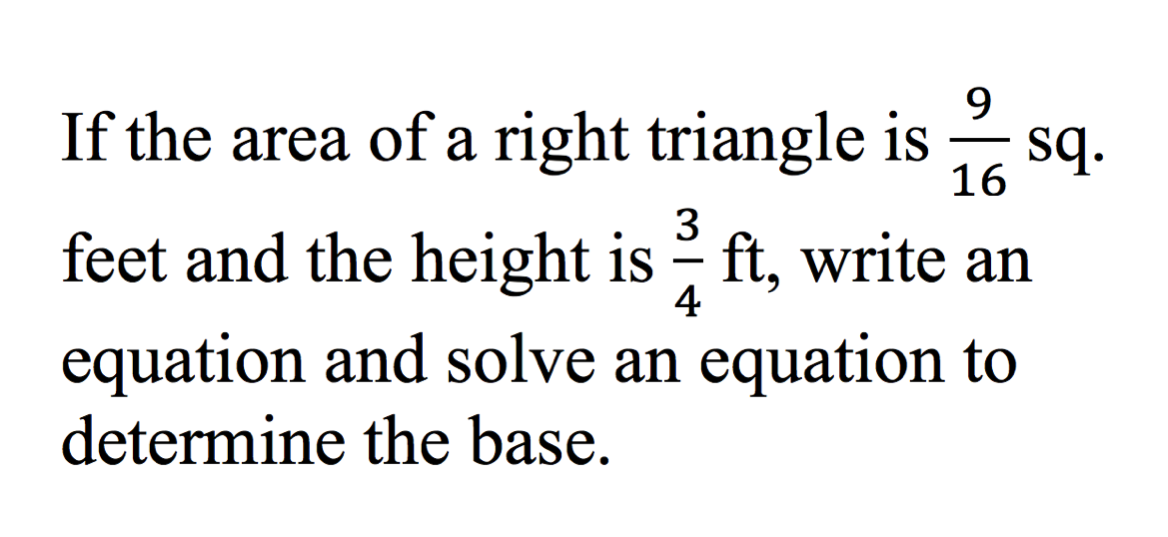 If the area of a right triangle is 9/16 sq.
feet and the height is 3/4 ft, write an
equation and solve an equation to
determine the base.